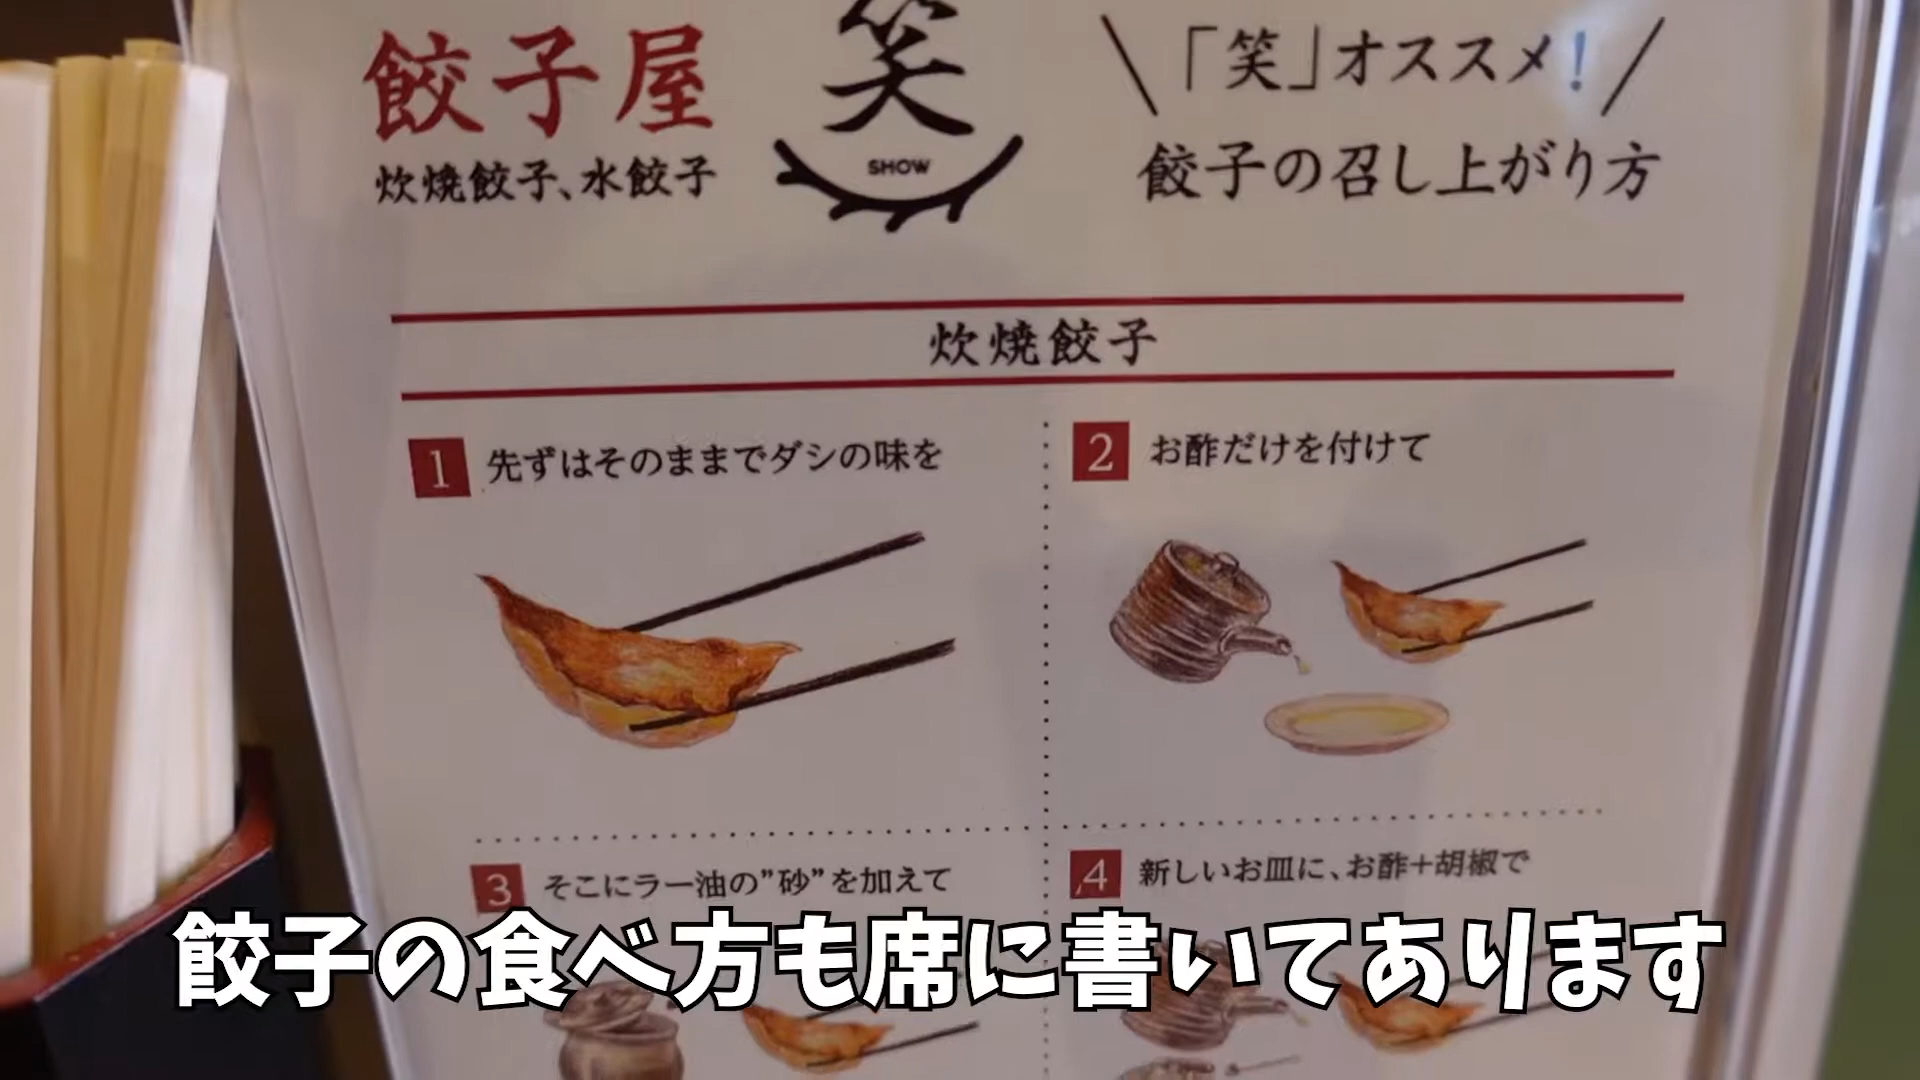 餃子屋
炊焼餃子、水餃子
笑
SHOW
「笑」オススメ！
餃子の召し上がり方
炊焼餃子
1 先ずはそのままでダシの味を
2 お酢だけを付けて
3 そこにラー油の”砂”を加えて
4 新しいお皿に、お酢＋胡椒で
餃子の食べ方も席に書いてあります